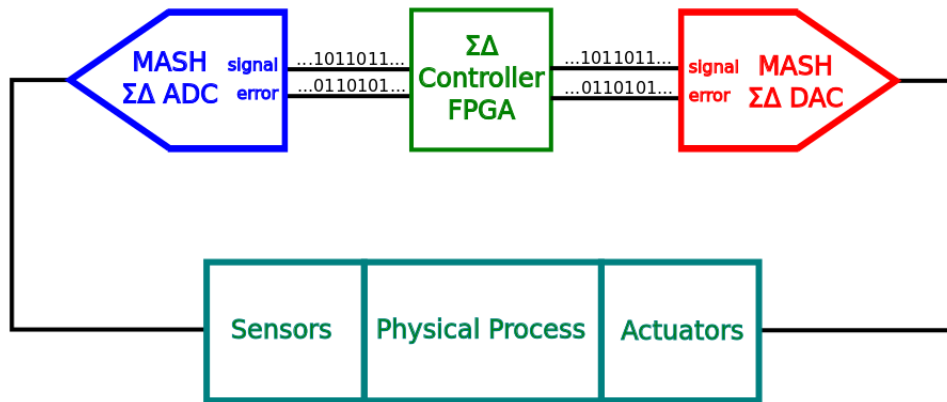 MASH
ΣΔ ADC
signal
error
...1011011...
...0110101...
ΣΔ
Controller
FPGA
...1011011...
...0110101...
signal
error
MASH
ΣΔ DAC
Sensors
Physical Process
Actuators